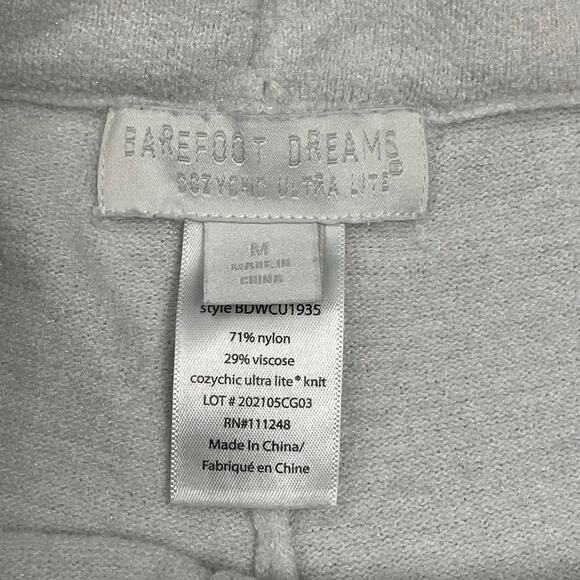 BAREFOOT DREAMS®
COZYCHIC ULTRA LITE
M
MADE IN
CHINA
style BDWCU1935
71% nylon
29% viscose
cozychic ultra lite® knit
LOT # 202105CG03
RN#111248
Made In China/
Fabriqué en Chine